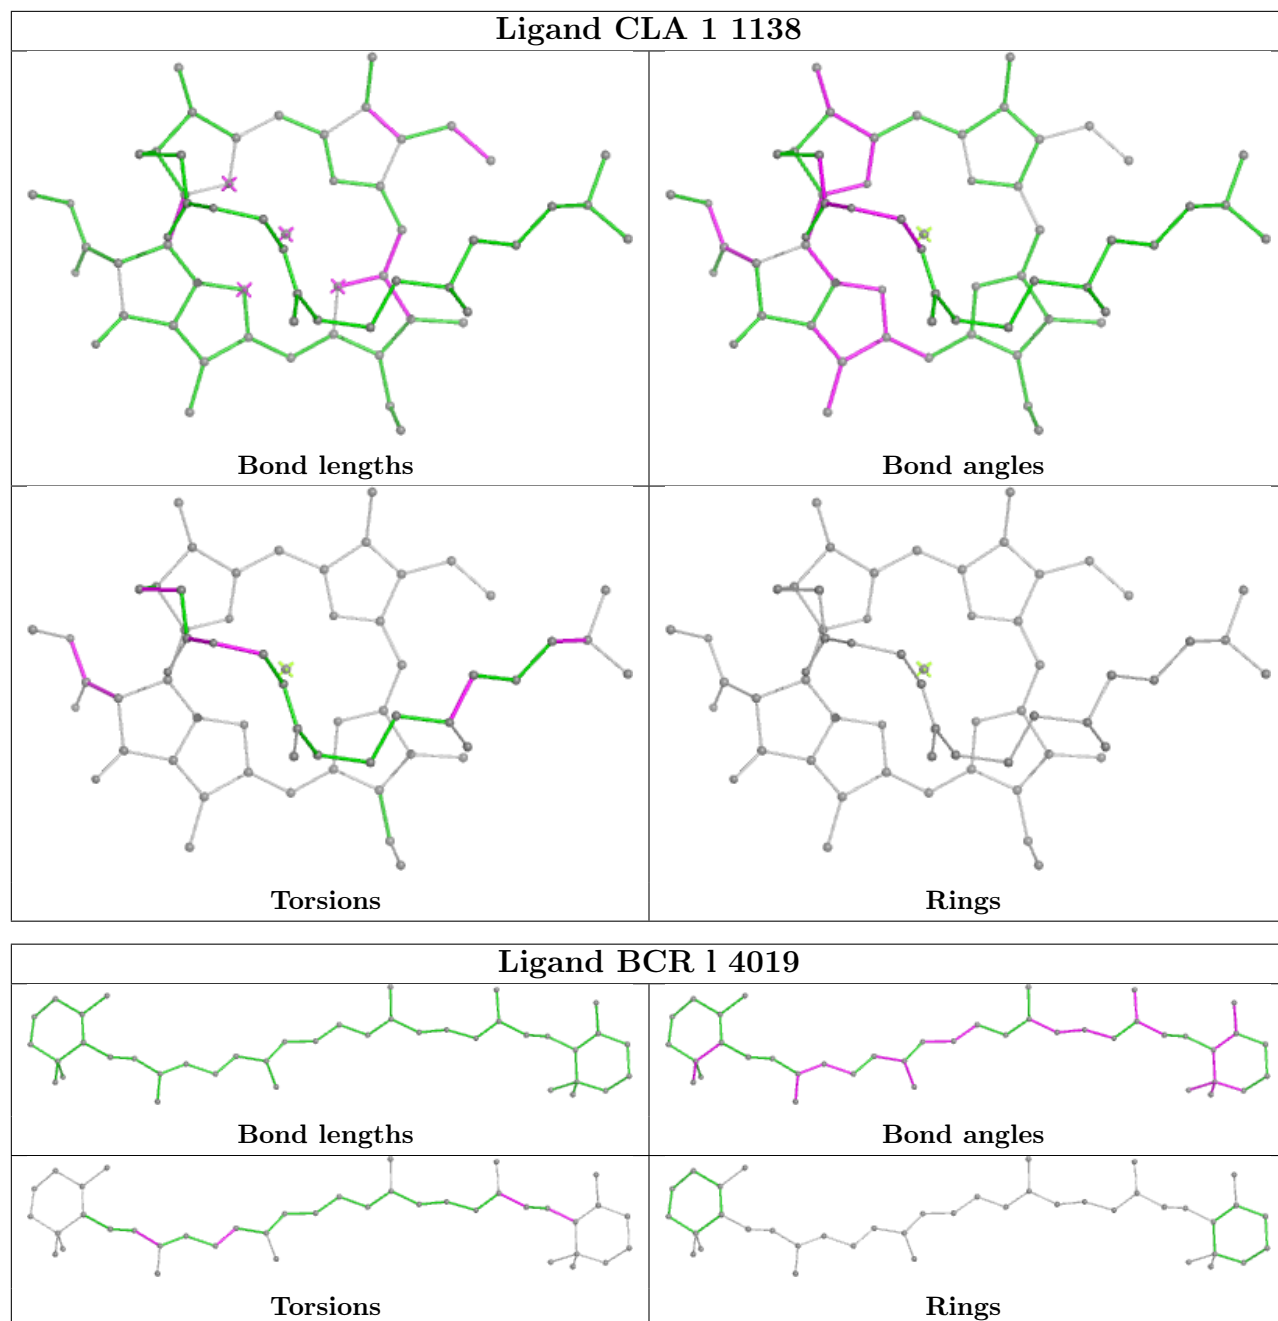 Ligand CLA 1 1138
Bond lengths
Bond angles
Torsions
Rings
Ligand BCR l 4019
Bond lengths
Bond angles
Torsions
Rings